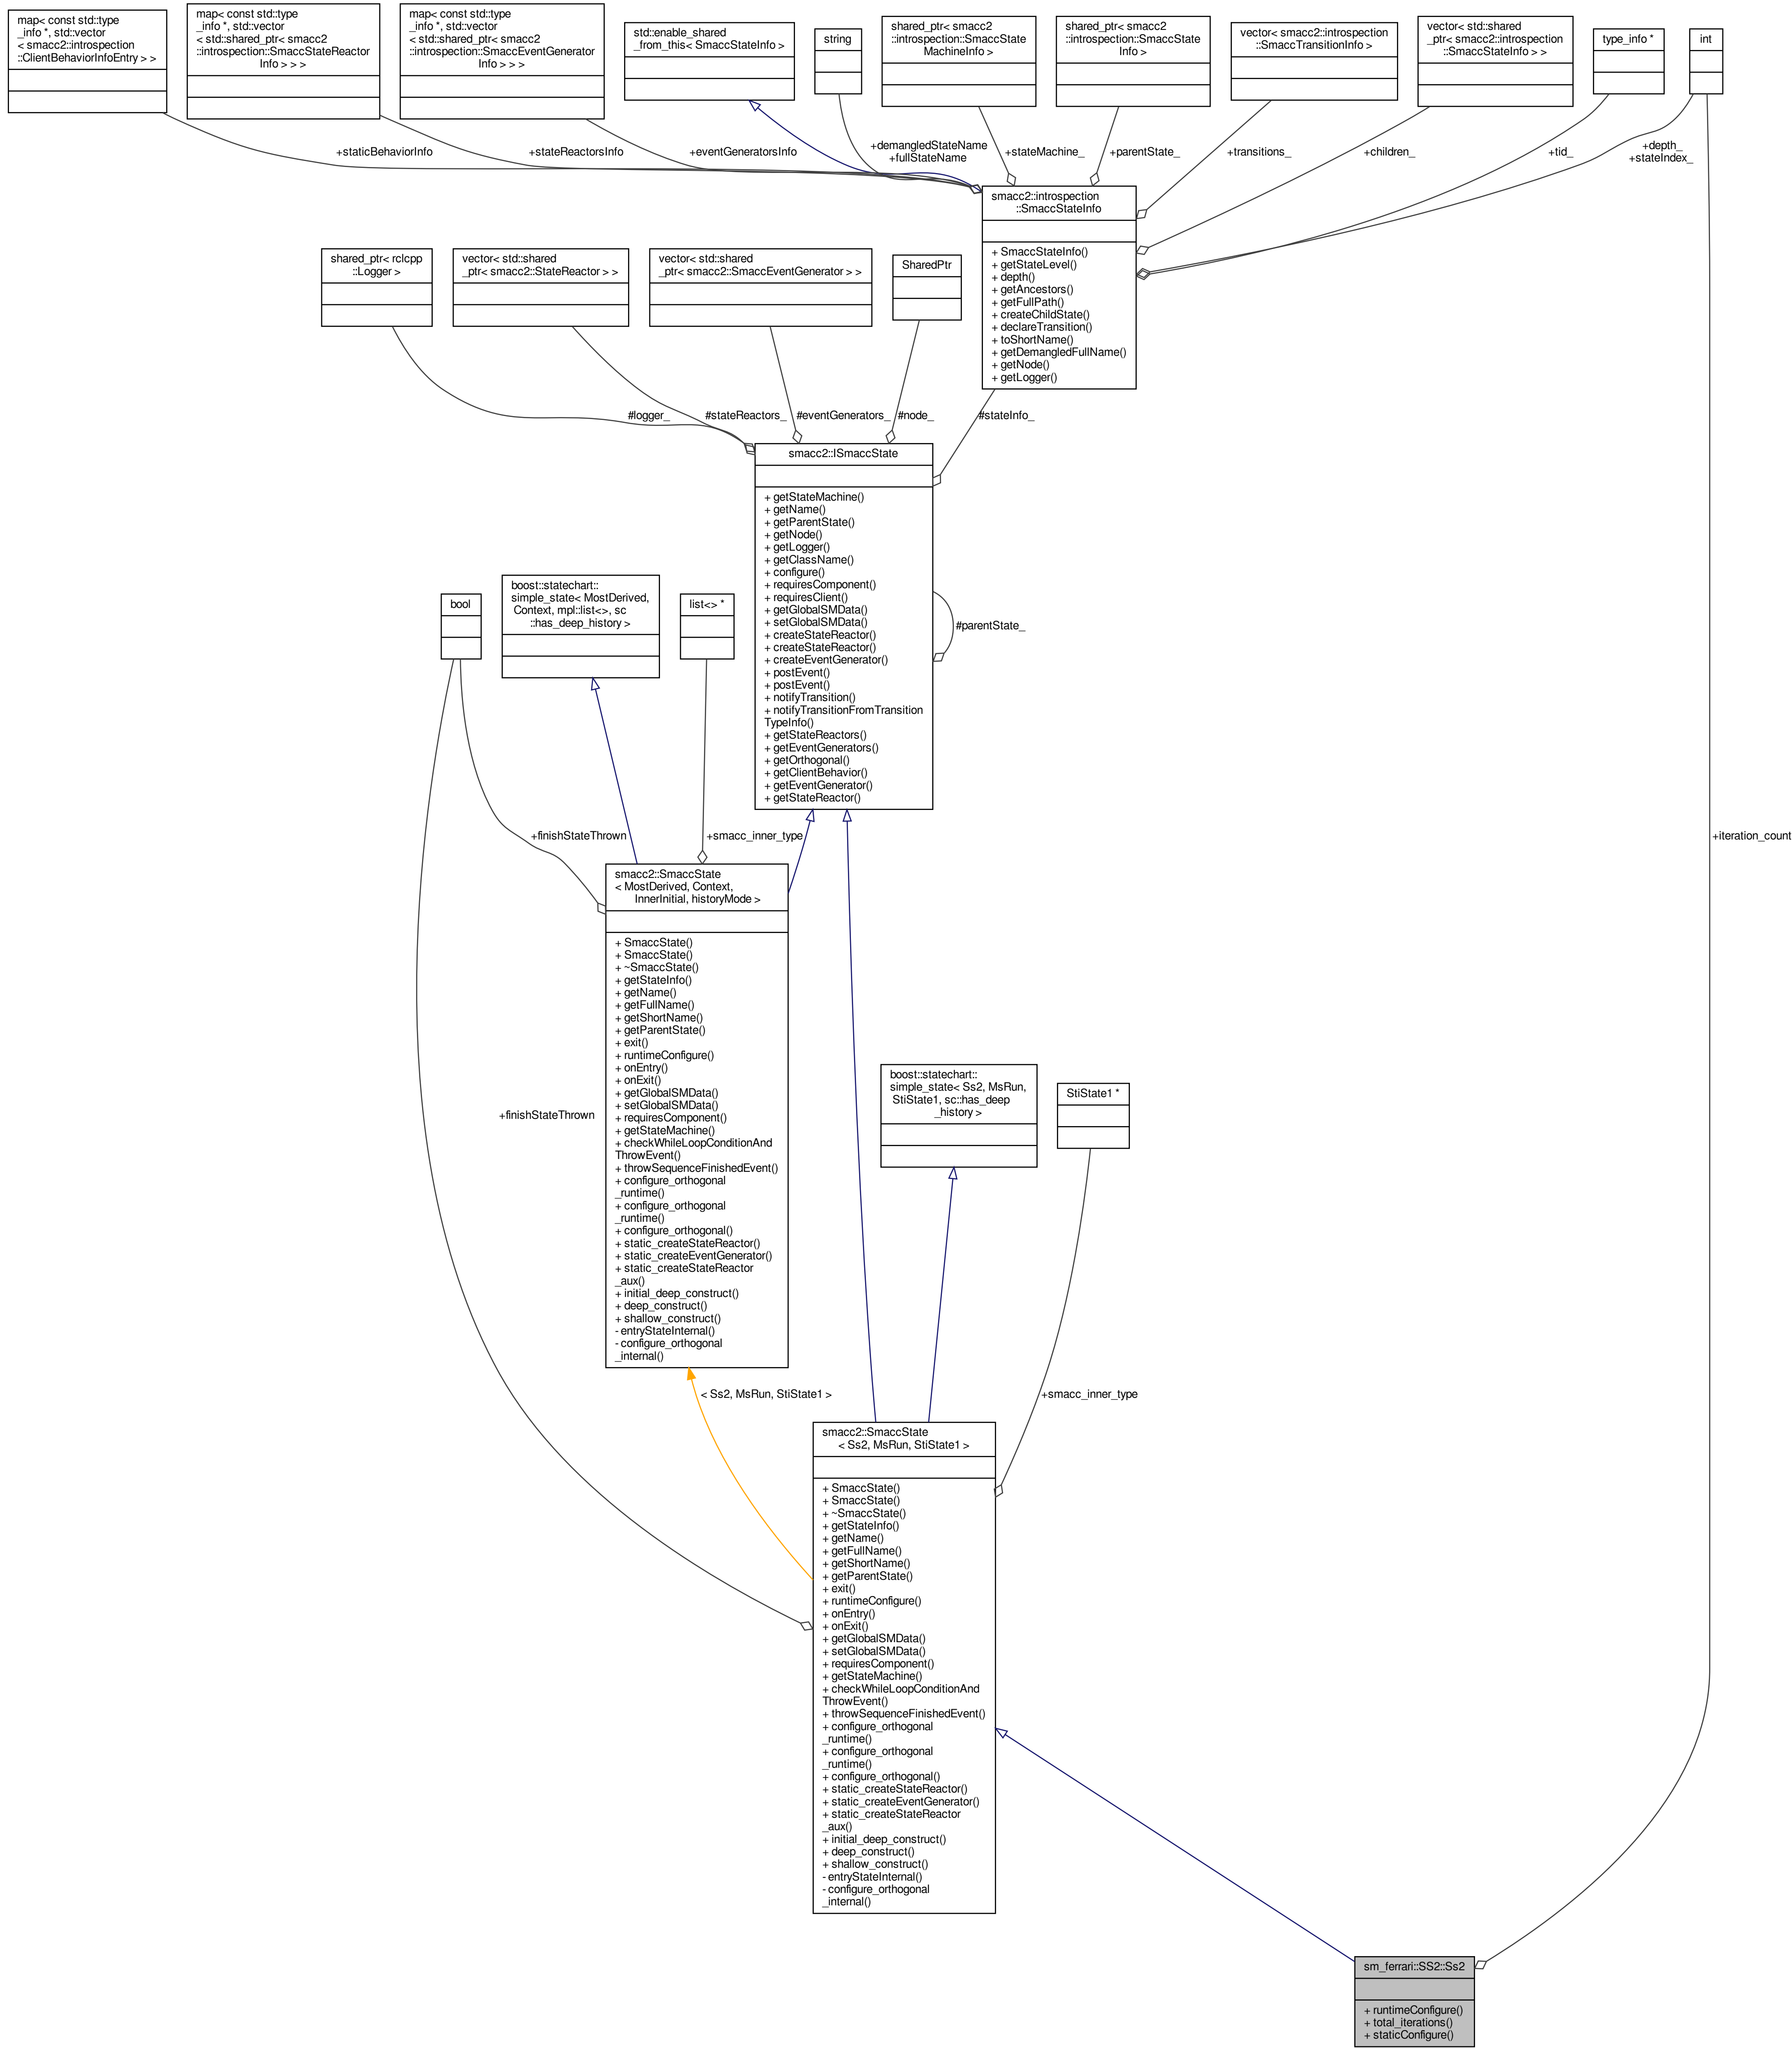 map< const std::type
_info *, std::vector
< smacc2::introspection
::ClientBehaviorInfoEntry > >
map< const std::type
_info *, std::vector
< std::shared_ptr< smacc2
::introspection::SmaccStateReactor
Info > > >
map< const std::type
_info *, std::vector
< std::shared_ptr< smacc2
::introspection::SmaccEventGenerator
Info > > >
std::enable_shared
_from_this< SmaccStateInfo >
string
shared_ptr< smacc2
::introspection::SmaccState
MachineInfo >
shared_ptr< smacc2
::introspection::SmaccState
Info >
vector< smacc2::introspection
::SmaccTransitionInfo >
vector< std::shared
_ptr< smacc2::introspection
::SmaccStateInfo > >
type_info *
int
+staticBehaviorInfo
+stateReactorsInfo
+eventGeneratorsInfo
+demangledStateName
+fullStateName
+stateMachine_
+parentState_
+transitions_
+children_
+tid_
+depth_
+stateIndex_
smacc2::introspection
::SmaccStateInfo
+ SmaccStateInfo()
+ getStateLevel()
+ depth()
+ getAncestors()
+ getFullPath()
+ createChildState()
+ declareTransition()
+ toShortName()
+ getDemangledFullName()
+ getNode()
+ getLogger()
shared_ptr< rclcpp
::Logger >
vector< std::shared
_ptr< smacc2::StateReactor > >
vector< std::shared
_ptr< smacc2::SmaccEventGenerator > >
SharedPtr
#logger_
#stateReactors_
#eventGenerators_
#node_
#stateInfo_
smacc2::ISmaccState
+ getStateMachine()
+ getName()
+ getParentState()
+ getNode()
+ getLogger()
+ getClassName()
+ configure()
+ requiresComponent()
+ requiresClient()
+ getGlobalSMData()
+ setGlobalSMData()
+ createStateReactor()
+ createStateReactor()
+ createEventGenerator()
+ postEvent()
+ postEvent()
+ notifyTransition()
+ notifyTransitionFromTransition
TypeInfo()
+ getStateReactors()
+ getEventGenerators()
+ getOrthogonal()
+ getClientBehavior()
+ getEventGenerator()
+ getStateReactor()
#parentState_
bool
boost::statechart::
simple_state< MostDerived,
Context, mpl::list<>, sc
::has_deep_history >
list<> *
+finishStateThrown
+smacc_inner_type
+iteration_count
smacc2::SmaccState
< MostDerived, Context,
InnerInitial, historyMode >
+ SmaccState()
+ SmaccState()
+ ~SmaccState()
+ getStateInfo()
+ getName()
+ getFullName()
+ getShortName()
+ getParentState()
+ exit()
+ runtimeConfigure()
+ onEntry()
+ onExit()
+ getGlobalSMData()
+ setGlobalSMData()
+ requiresComponent()
+ getStateMachine()
+ checkWhileLoopConditionAnd
ThrowEvent()
+ throwSequenceFinishedEvent()
+ configure_orthogonal
_runtime()
+ configure_orthogonal
_runtime()
+ configure_orthogonal()
+ static_createStateReactor()
+ static_createEventGenerator()
+ static_createStateReactor
_aux()
+ initial_deep_construct()
+ deep_construct()
+ shallow_construct()
- entryStateInternal()
- configure_orthogonal
_internal()
+finishStateThrown
boost::statechart::
simple_state< Ss2, MsRun,
StiState1, sc::has_deep
_history >
StiState1 *
< Ss2, MsRun, StiState1 >
+smacc_inner_type
smacc2::SmaccState
< Ss2, MsRun, StiState1 >
+ SmaccState()
+ SmaccState()
+ ~SmaccState()
+ getStateInfo()
+ getName()
+ getFullName()
+ getShortName()
+ getParentState()
+ exit()
+ runtimeConfigure()
+ onEntry()
+ onExit()
+ getGlobalSMData()
+ setGlobalSMData()
+ requiresComponent()
+ getStateMachine()
+ checkWhileLoopConditionAnd
ThrowEvent()
+ throwSequenceFinishedEvent()
+ configure_orthogonal
_runtime()
+ configure_orthogonal
_runtime()
+ configure_orthogonal()
+ static_createStateReactor()
+ static_createEventGenerator()
+ static_createStateReactor
_aux()
+ initial_deep_construct()
+ deep_construct()
+ shallow_construct()
- entryStateInternal()
- configure_orthogonal
_internal()
sm_ferrari::SS2::Ss2
+ runtimeConfigure()
+ total_iterations()
+ staticConfigure()